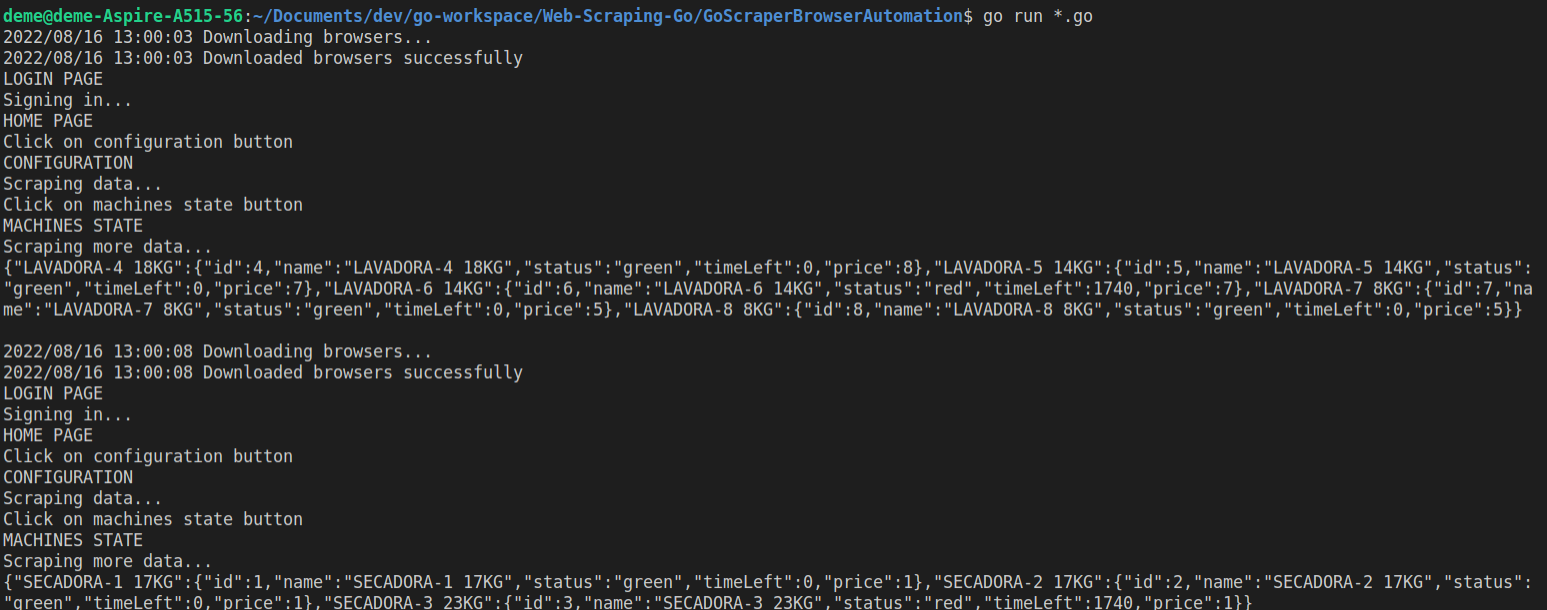 deme@deme-Aspire-A515-56:~/Documents/dev/go-workspace/Web-Scraping-Go/GoScraperBrowserAutomation$ go run *.go
2022/08/16 13:00:03 Downloading browsers...
2022/08/16 13:00:03 Downloaded browsers successfully
LOGIN PAGE
Signing in...
HOME PAGE
Click on configuration button
CONFIGURATION
Scraping data...
Click on machines state button
MACHINES STATE
Scraping more data...
{"LAVADORA-4 18KG":{"id":4,"name":"LAVADORA-4 18KG","status":"green","timeLeft":0,"price":8},"LAVADORA-5 14KG":{"id":5,"name":"LAVADORA-5 14KG","status":
"green","timeLeft":0,"price":7},"LAVADORA-6 14KG":{"id":6,"name":"LAVADORA-6 14KG","status":"red","timeLeft":1740,"price":7},"LAVADORA-7 8KG":{"id":7,"na
me":"LAVADORA-7 8KG","status":"green","timeLeft":0,"price":5},"LAVADORA-8 8KG":{"id":8,"name":"LAVADORA-8 8KG","status":"green","timeLeft":0,"price":5}}
2022/08/16 13:00:08 Downloading browsers...
2022/08/16 13:00:08 Downloaded browsers successfully
LOGIN PAGE
Signing in...
HOME PAGE
Click on configuration button
CONFIGURATION
Scraping data...
Click on machines state button
MACHINES STATE
Scraping more data...
{"SECADORA-1 17KG":{"id":1,"name":"SECADORA-1 17KG","status":"green","timeLeft":0,"price":1},"SECADORA-2 17KG":{"id":2,"name":"SECADORA-2 17KG","status":
"green","timeLeft":0,"price":1},"SECADORA-3 23KG":{"id":3,"name":"SECADORA-3 23KG","status":"red","timeLeft":1740,"price":1}}